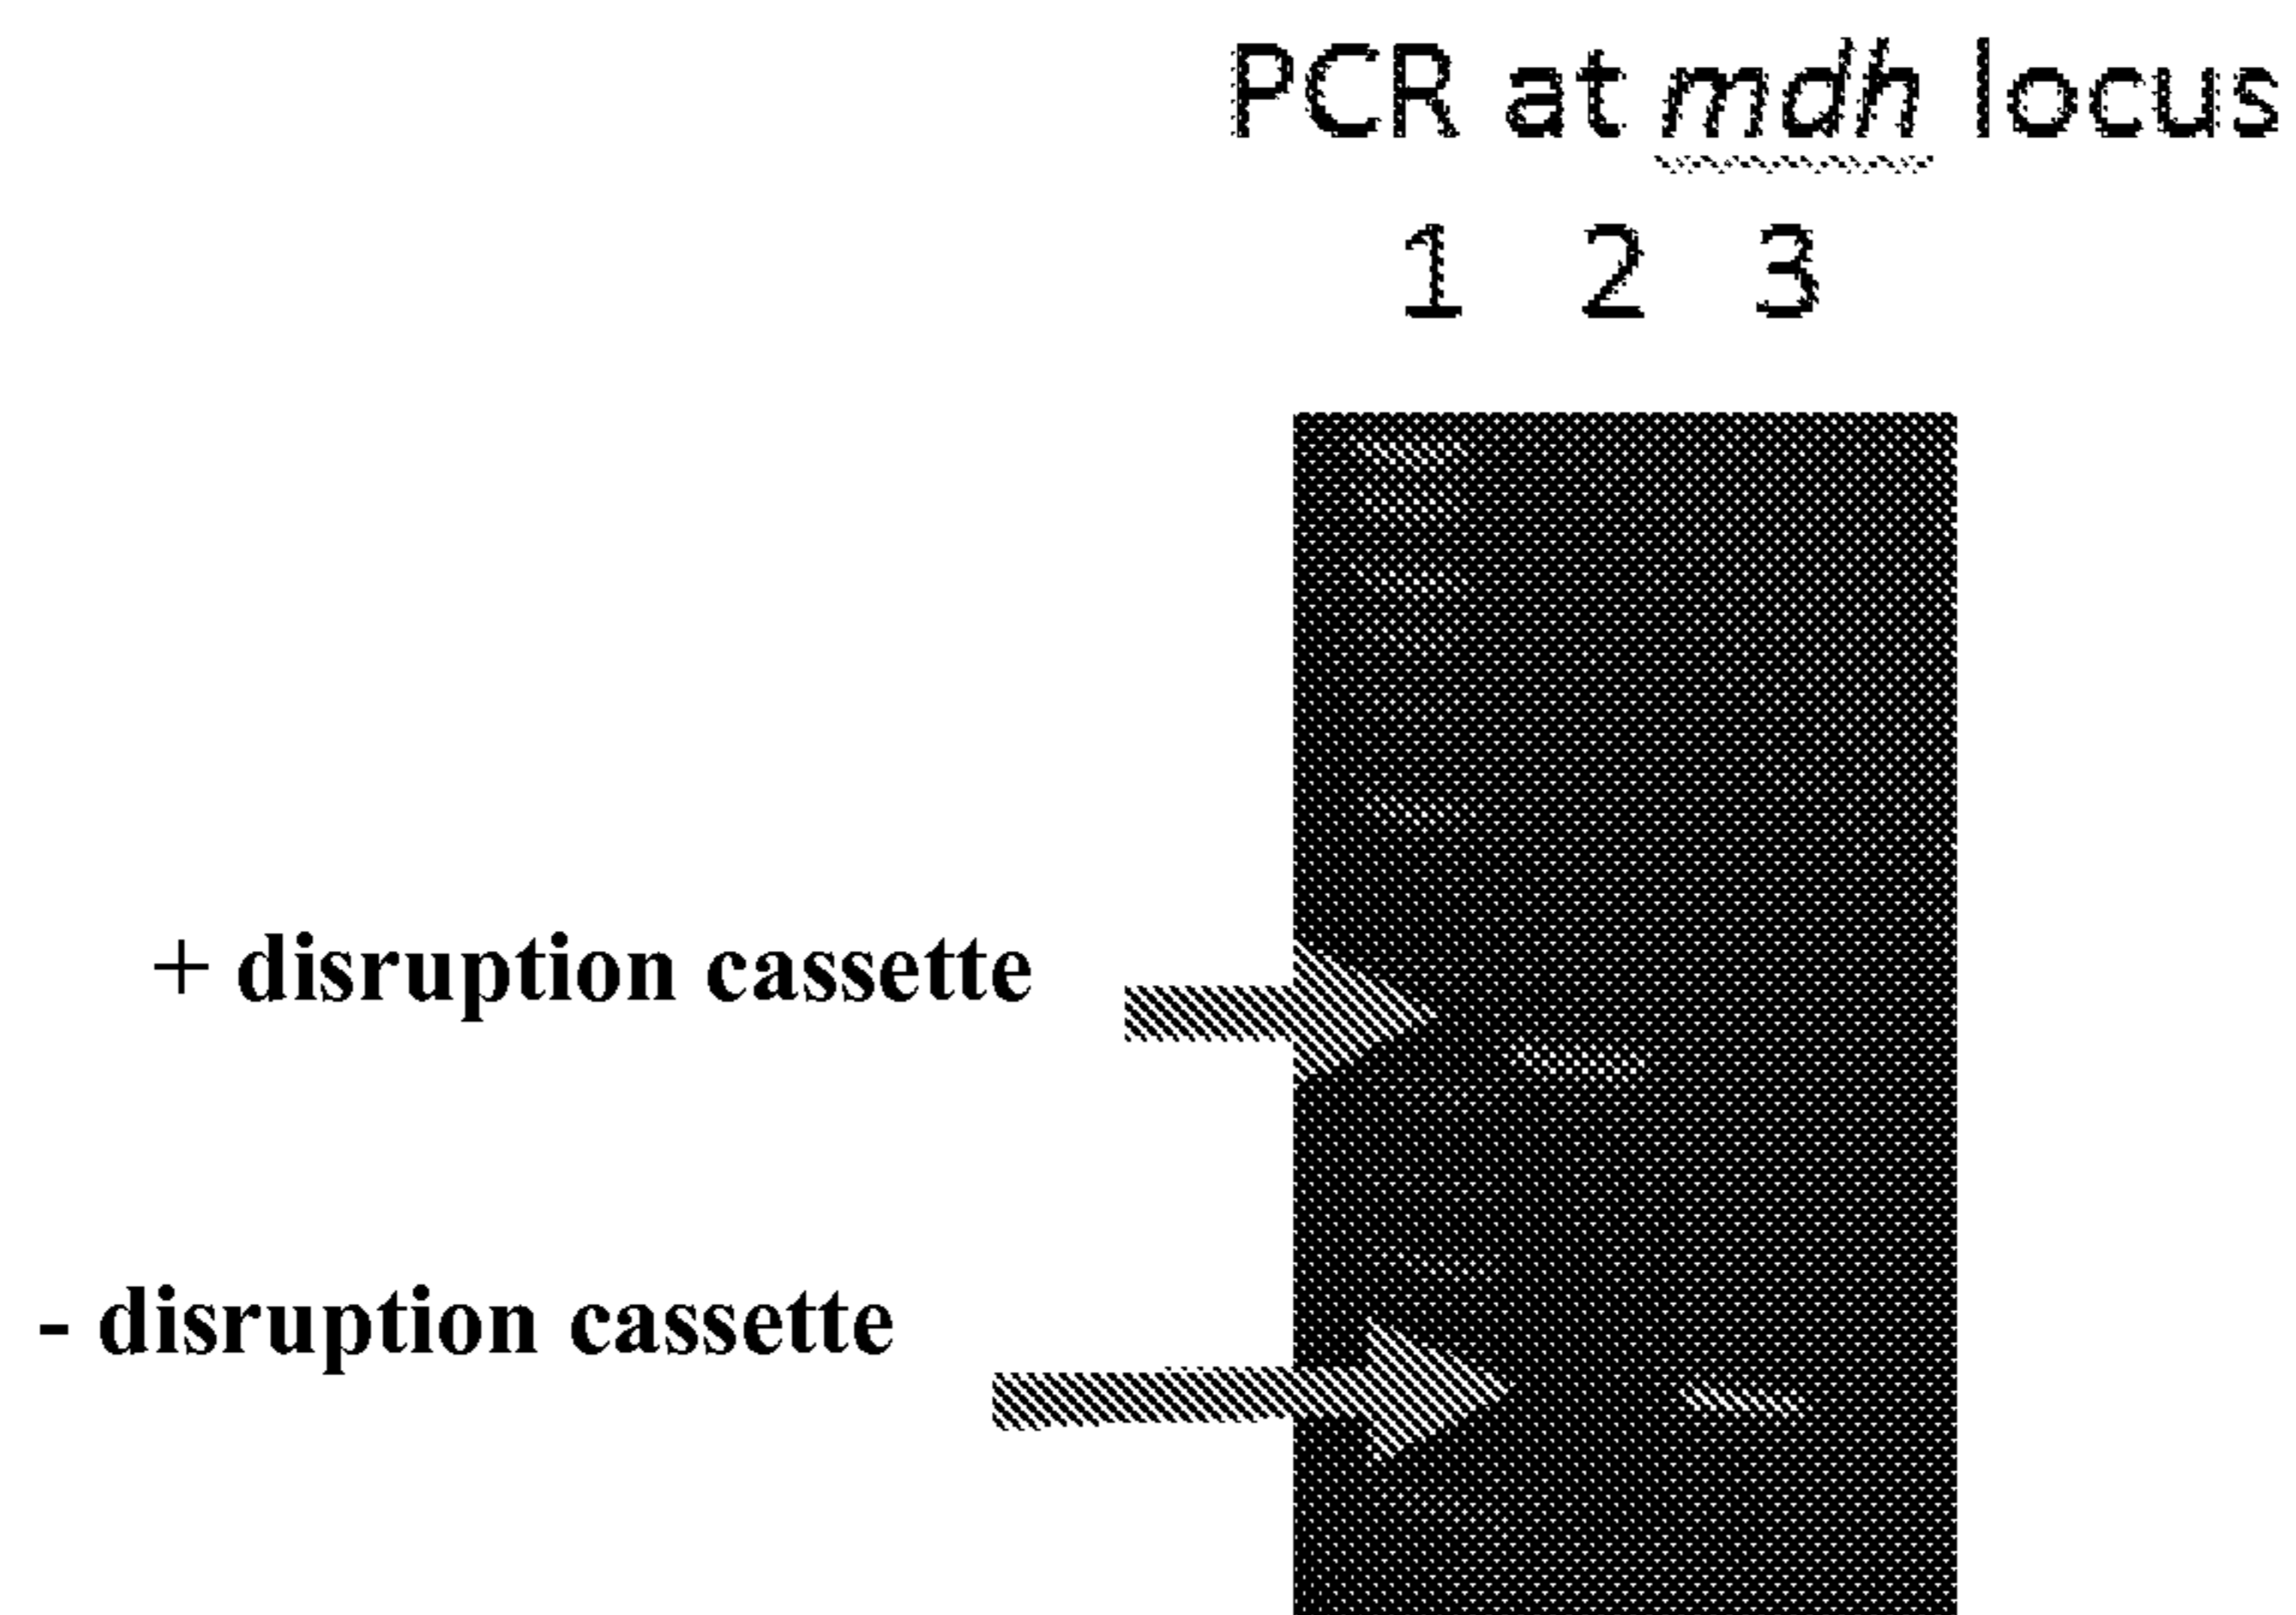 PCR at mdh locus
1 2 3
+ disruption cassette
- disruption cassette